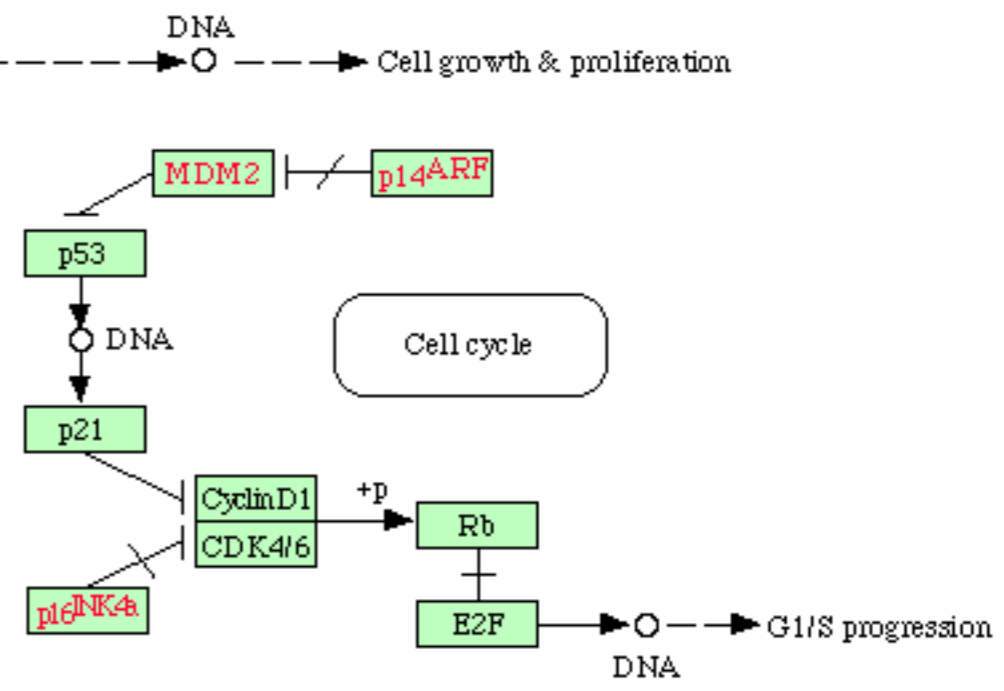 DNA
Cell growth & proliferation
MDM2
p14ARF
p53
DNA
Cell cycle
p21
CyclinD1
+p
Rb
CDK4/6
p16INK4a
E2F
G1/S progression
DNA